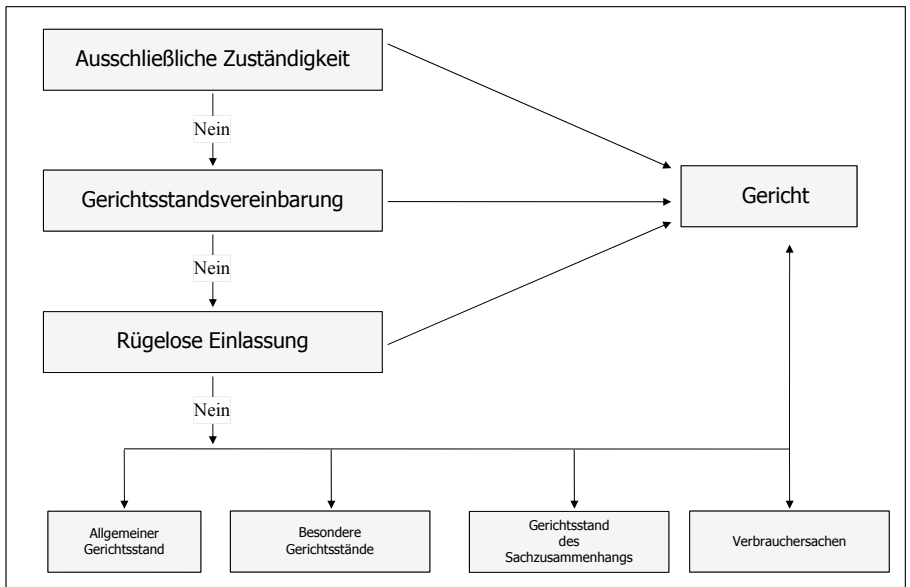 Ausschließliche Zuständigkeit
Nein
Gerichtsstandsvereinbarung
Gericht
Nein
Rügelose Einlassung
Nein
Allgemeiner
Gerichtsstand
Besondere
Gerichtsstände
Gerichtsstand
des
Sachzusammenhangs
Verbrauchersachen